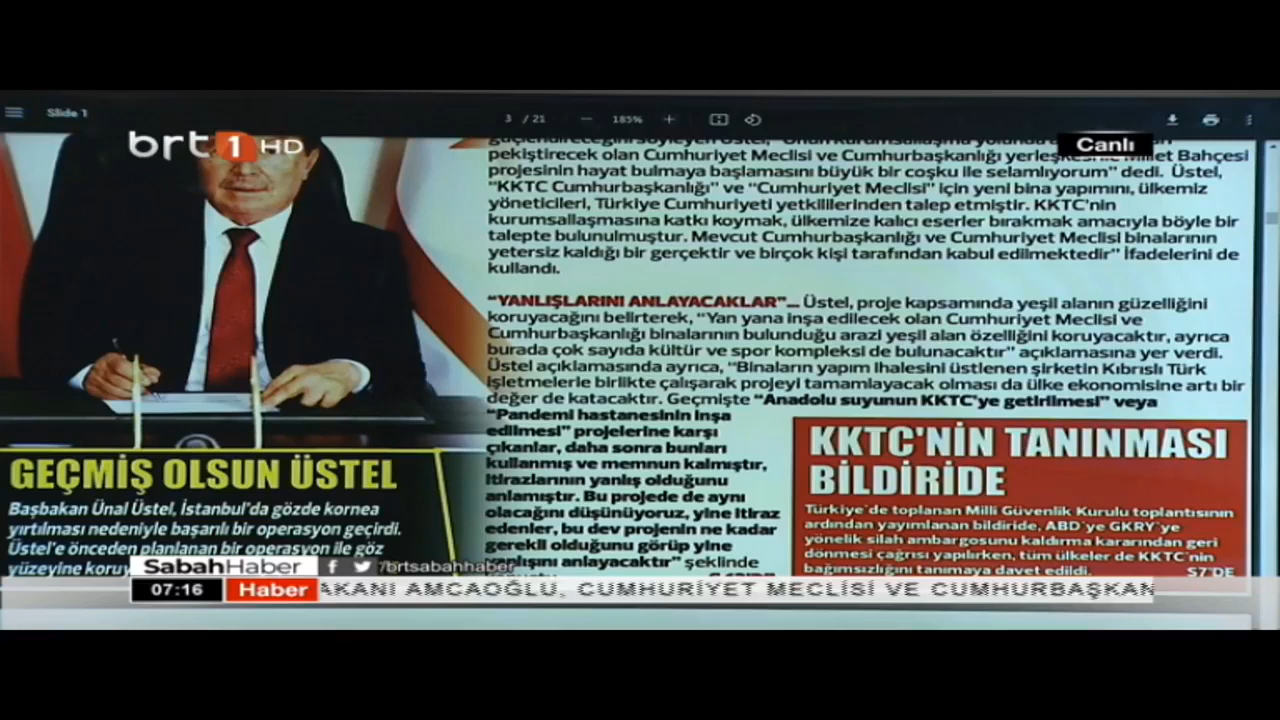 Slide 1
3 / 21
185%
brt 1 HD
Canlı
güçlendireceğini söyleyen Üstel, "Onun kurumsallaşma
pekiştirecek olan Cumhuriyet Meclisi ve Cumhurbaşkanlığı Millet Bahçesi
projesinin hayat bulmaya başlamasını büyük bir coşku ile selamlıyorum" dedi. Üstel,
"KKTC Cumhurbaşkanlığı" ve "Cumhuriyet Meclisi" için yeni bina yapımını, ülkemiz
yöneticileri, Türkiye Cumhuriyeti yetkililerinden talep etmiştir. KKTC'nin
kurumsallaşmasına katkı koymak, ülkemize kalıcı eserler bırakmak amacıyla böyle bir
talepte bulunulmuştur. Mevcut Cumhurbaşkanlığı ve Cumhuriyet Meclisi binalarının
yetersiz kaldığı bir gerçektir ve birçok kişi tarafından kabul edilmektedir" ifadelerini de
kullandı.
"YANLIŞLARINI ANLAYACAKLAR"... Üstel, proje kapsamında yeşil alanın güzelliğini
koruyacağını belirterek, "Yan yana inşa edilecek olan Cumhuriyet Meclisi ve
Cumhurbaşkanlığı binalarının bulunduğu arazi yeşil alan özelliğini koruyacaktır, ayrıca
burada çok sayıda kültür ve spor kompleksi de bulunacaktır" açıklamasına yer verdi.
Üstel açıklamasında ayrıca, "Binaların yapım ihalesini üstlenen şirketin Kıbrıslı Türk
işletmelerle birlikte çalışarak projeyi tamamlayacak olması da ülke ekonomisine artı bir
değer de katacaktır. Geçmişte "Anadolu suyunun KKTC'ye getirilmesi" veya
"Pandemi hastanesinin inşa
edilmesi" projelerine karşı
çıkanlar, daha sonra bunları
kullanmış ve memnun kalmıştır,
itirazlarının yanlış olduğunu
anlamıştır. Bu projede de aynı
olacağını düşünüyoruz, yine itiraz
edenler, bu dev projenin ne kadar
gerekli olduğunu görüp yine
yanlışını anlayacaktır" şeklinde
GEÇMİŞ OLSUN ÜSTEL
Başbakan Ünal Üstel, İstanbul'da gözde kornea
yırtılması nedeniyle başarılı bir operasyon geçirdi.
Üstel'e önceden planlanan bir operasyon ile göz
yüzeyine
KKTC'NİN TANINMASI
BİLDİRİDE
Türkiye'de toplanan Milli Güvenlik Kurulu toplantısının
ardından yayımlanan bildiride, ABD'ye GKRY'ye
yönelik silah ambargosunu kaldırma kararından geri
dönmesi çağrısı yapılırken, tüm ülkeler de KKTC'nin
bağımsızlığını tanımaya davet edildi. S7'DE
SabahHaber /brtsabahhaber
07:16 Haber AKANI AMCAOĞLU, CUMHURİYET MECLİSİ VE CUMHURBAŞKAN